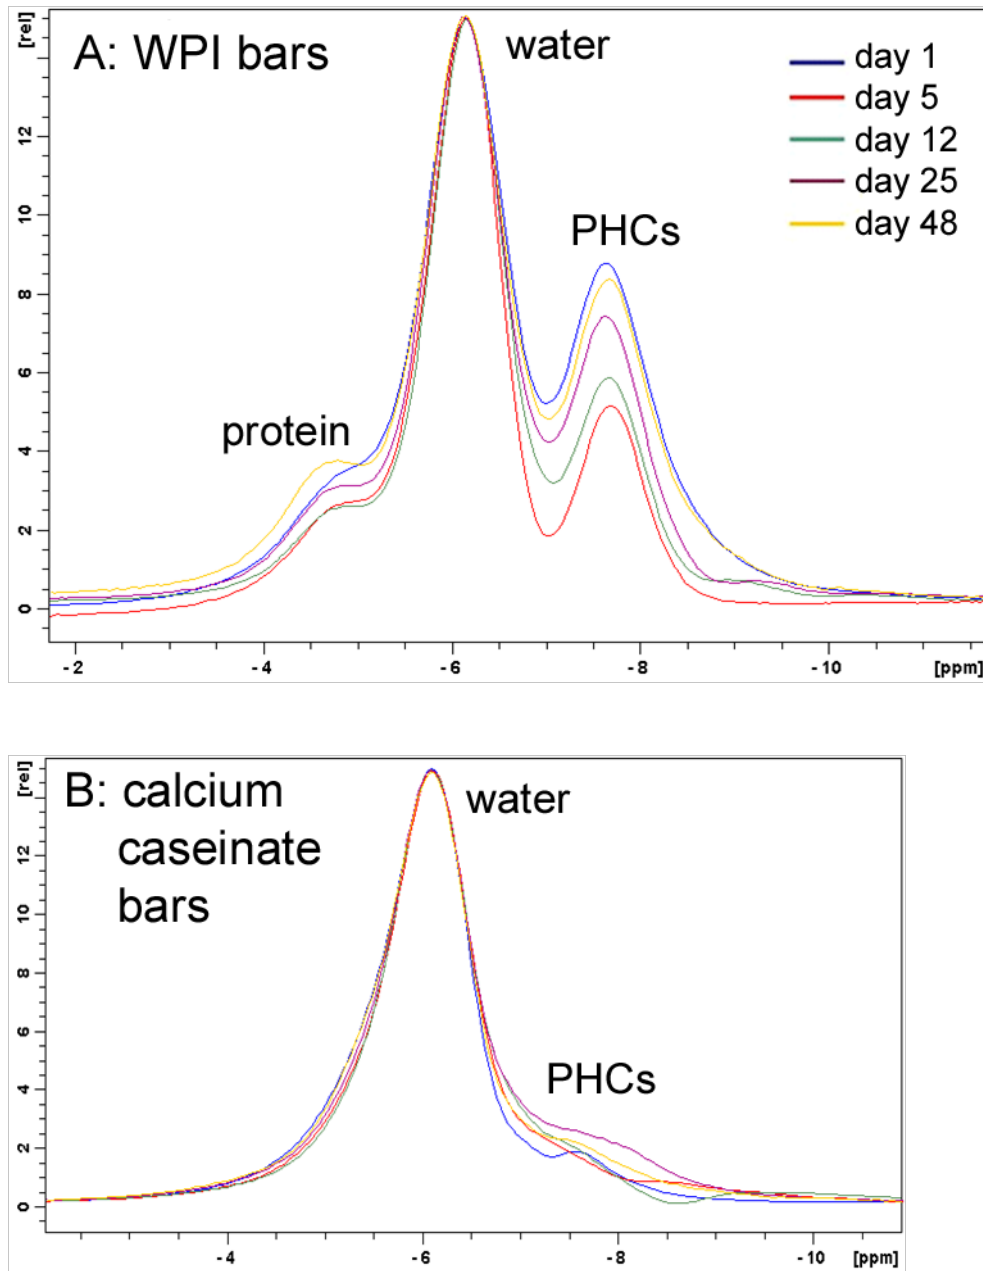 [rel]
A: WPI bars
water
day 1
day 5
day 12
day 25
day 48
PHCs
protein
12
10
8
6
4
2
0
-2
-4
-6
-8
-10
[ppm]
[rel]
B: calcium
caseinate
bars
water
PHCs
12
10
8
6
4
2
0
-4
-6
-8
-10
[ppm]